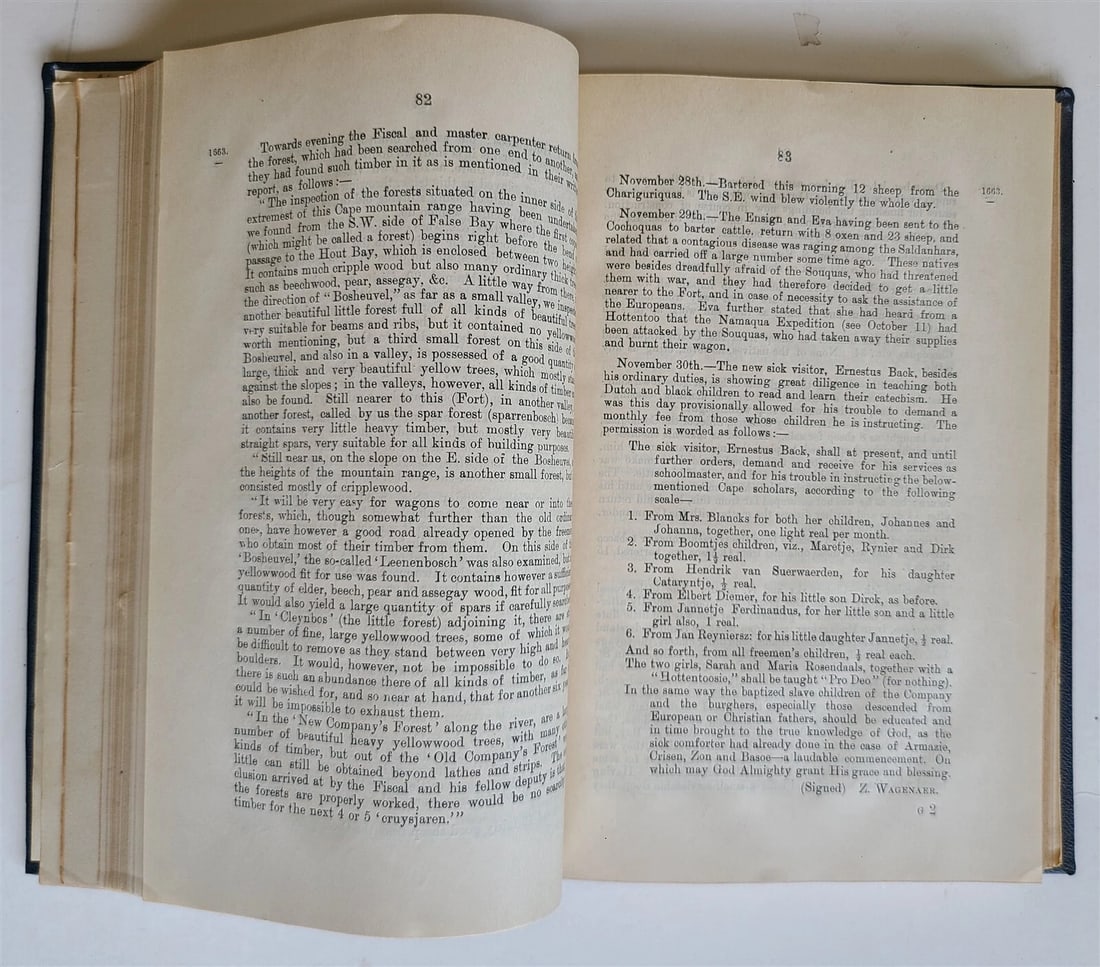 82
1663.
Towards evening the Fiscal and master carpenter return
the forest, which had been searched from one end to another,
they had found such timber in it as is mentioned in their
report, as follows :—
"The inspection of the forests situated on the inner side of
extremest of this Cape mountain range having been
we found from the S.W. side of False Bay where the first
(which might be called a forest) begins right before the
passage to the Hout Bay, which is enclosed between two
It contains much cripple wood but also many ordinary thick
such as beechwood, pear, assegay, &c. A little way from there,
the direction of "Bosheuvel," as far as a small valley, we
another beautiful little forest full of all kinds of beautiful
very suitable for beams and ribs, but it contained no
worth mentioning, but a third small forest on this side of
Bosheuvel, and also in a valley, is possessed of a good
large, thick and very beautiful yellow trees, which mostly
against the slopes; in the valleys, however, all kinds of timber
also be found. Still nearer to this (Fort), in another valley,
another forest, called by us the spar forest (sparrenbosch)
it contains very little heavy timber, but mostly very
straight spars, very suitable for all kinds of building purposes.
"Still near us, on the slope on the E. side of the Bosheuvel,
the heights of the mountain range, is another small forest,
consisted mostly of cripplewood.
"It will be very easy for wagons to come near or into the
forests, which, though somewhat further than the old
ones, have however a good road already opened by the
who obtain most of their timber from them. On this side of
'Bosheuvel,' the so-called 'Leenenbosch' was also examined,
yellowwood fit for use was found. It contains however a
quantity of elder, beech, pear and assegay wood, fit for all
It would also yield a large quantity of spars if carefully
"In 'Cleynbos' (the little forest) adjoining it, there are
a number of fine, large yellowwood trees, some of which it
be difficult to remove as they stand between very high and
boulders. It would, however, not be impossible to do so,
there is such an abundance there of all kinds of timber, as
could be wished for, and so near at hand, that for another six
it will be impossible to exhaust them.
"In the 'New Company's Forest' along the river, are a
number of beautiful heavy yellowwood trees, with many
kinds of timber, but out of the 'Old Company's Forest'
little can still be obtained beyond lathes and strips. The
clusion arrived at by the Fiscal and his fellow deputy is
the forests are properly worked, there would be no
timber for the next 4 or 5 'cruysjaren.'"
83
1663.
November 28th.—Bartered this morning 12 sheep from the
Chariguriquas. The S.E. wind blew violently the whole day.
November 29th.—The Ensign and Eva having been sent to the
Cochoquas to barter cattle, return with 8 oxen and 23 sheep, and
related that a contagious disease was raging among the Saldanhars,
and had carried off a large number some time ago. These natives
were besides dreadfully afraid of the Souquas, who had threatened
them with war, and they had therefore decided to get a little
nearer to the Fort, and in case of necessity to ask the assistance of
the Europeans. Eva further stated that she had heard from a
Hottentoo that the Namaqua Expedition (see October 11) had
been attacked by the Souquas, who had taken away their supplies
and burnt their wagon.
November 30th.—The new sick visitor, Ernestus Back, besides
his ordinary duties, is showing great diligence in teaching both
Dutch and black children to read and learn their catechism. He
was this day provisionally allowed for his trouble to demand a
monthly fee from those whose children he is instructing. The
permission is worded as follows :—
The sick visitor, Ernestus Back, shall at present, and until
further orders, demand and receive for his services as
schoolmaster, and for his trouble in instructing the below-
mentioned Cape scholars, according to the following
scale—
1. From Mrs. Blancks for both her children, Johannes and
Johanna, together, one light real per month.
2. From Boomtjes children, viz., Maretje, Rynier and Dirk
together, 1½ real.
3. From Hendrik van Suerwaerden, for his daughter
Cataryntje, ½ real.
4. From Elbert Diemer, for his little son Dirck, as before.
5. From Jannetje Ferdinandus, for her little son and a little
girl also, 1 real.
6. From Jan Reyniersz: for his little daughter Jannetje, ½ real.
And so forth, from all freemen's children, ½ real each.
The two girls, Sarah and Maria Rosendaals, together with a
"Hottentoosie," shall be taught "Pro Deo" (for nothing).
In the same way the baptized slave children of the Company
and the burghers, especially those descended from
European or Christian fathers, should be educated and
in time brought to the true knowledge of God, as the
sick comforter had already done in the case of Armazie,
Crisen, Zon and Basoe—a laudable commencement. On
which may God Almighty grant His grace and blessing.
(Signed) Z. WAGENAER.
G 2